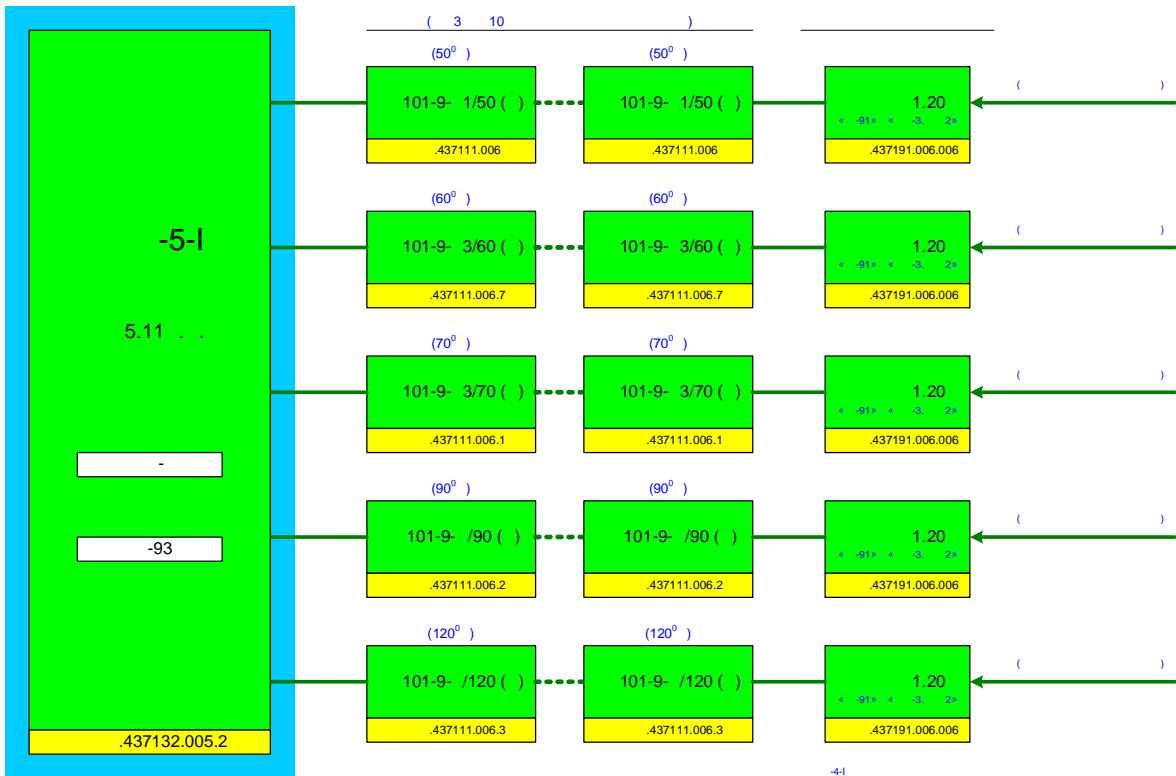 ( 3 10 )
(50⁰ ) (50⁰ )
101-9- 1/50 ( ) 101-9- 1/50 ( ) 1.20 ( )
« -91» « -3. 2»
.437111.006 .437111.006 .437191.006.006
(60⁰ ) (60⁰ )
-5-I 101-9- 3/60 ( ) 101-9- 3/60 ( ) 1.20 ( )
« -91» « -3. 2»
.437111.006.7 .437111.006.7 .437191.006.006
5.11 . .
(70⁰ ) (70⁰ )
101-9- 3/70 ( ) 101-9- 3/70 ( ) 1.20 ( )
« -91» « -3. 2»
.437111.006.1 .437111.006.1 .437191.006.006
-
(90⁰ ) (90⁰ )
101-9- /90 ( ) 101-9- /90 ( ) 1.20 ( )
-93 « -91» « -3. 2»
.437111.006.2 .437111.006.2 .437191.006.006
(120⁰ ) (120⁰ )
101-9- /120 ( ) 101-9- /120 ( ) 1.20 ( )
« -91» « -3. 2»
.437111.006.3 .437111.006.3 .437191.006.006
.437132.005.2
-4-I